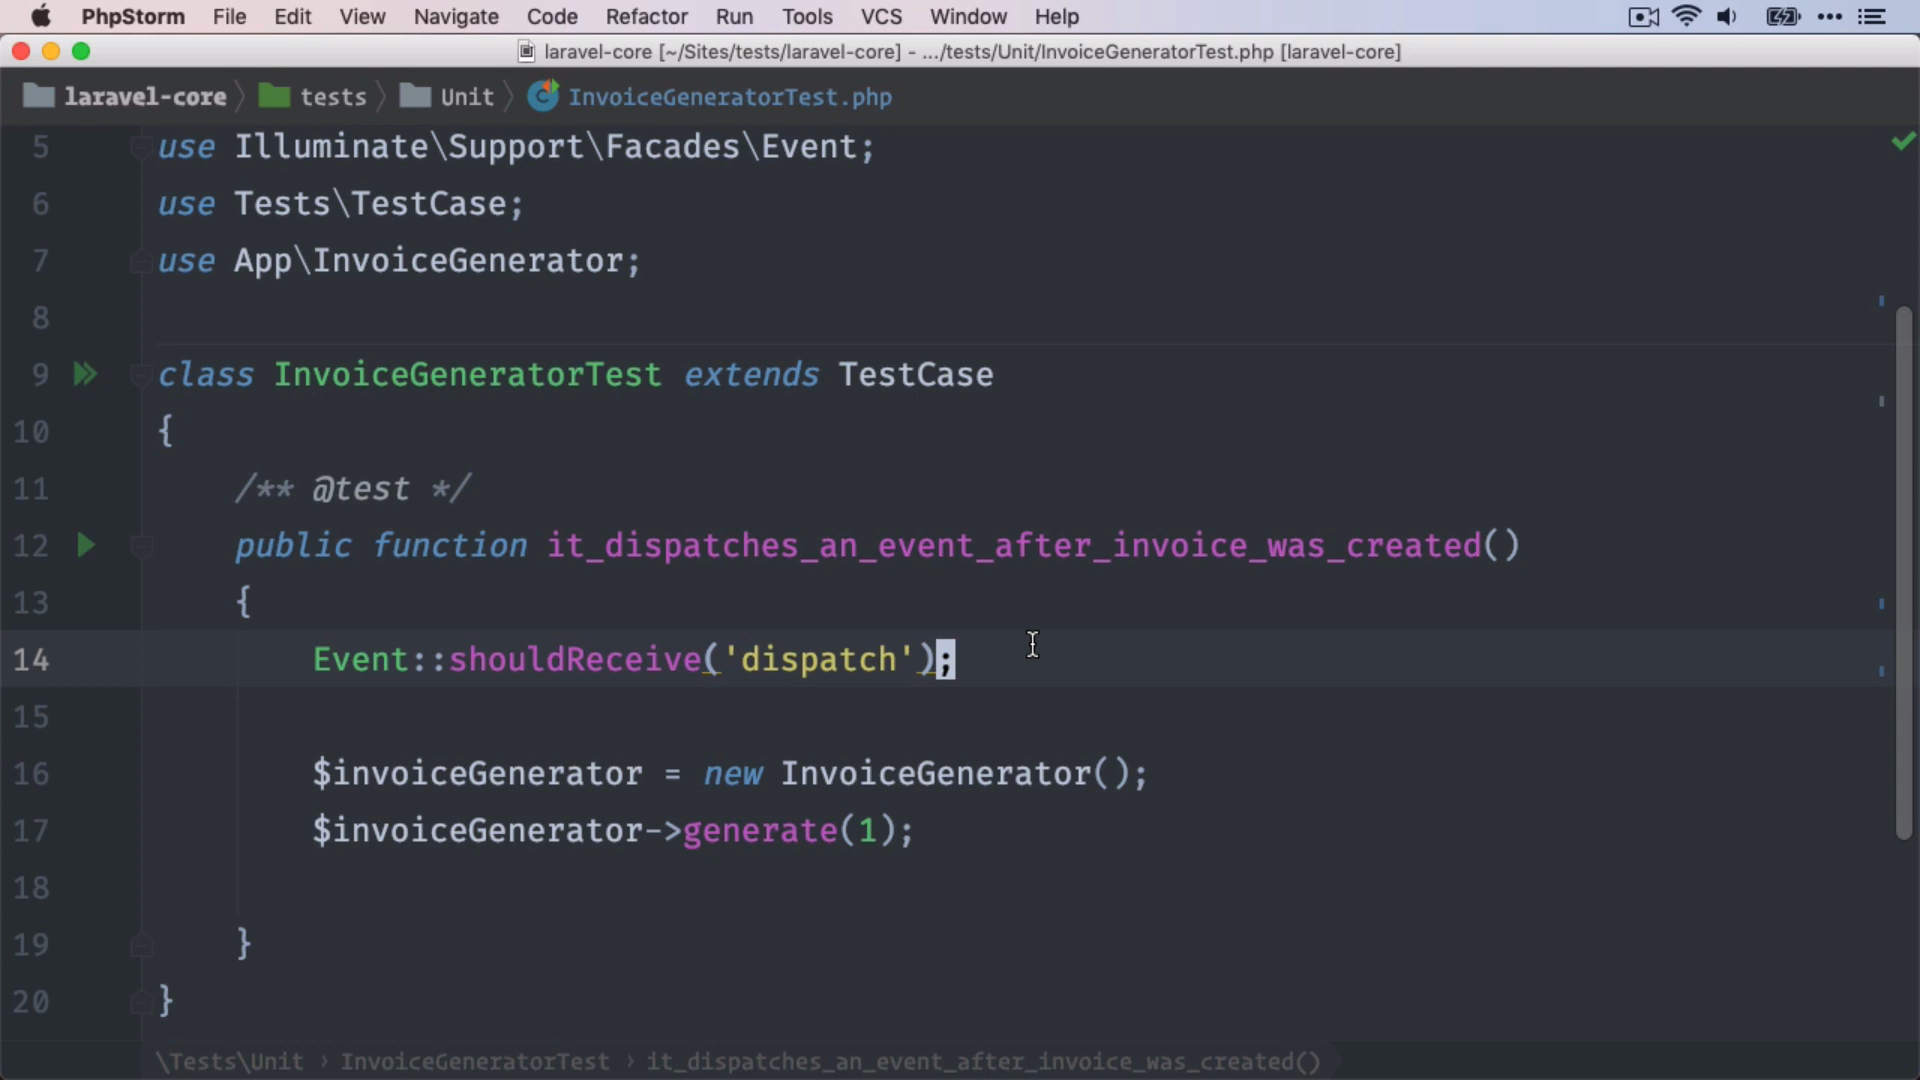 PhpStorm File Edit View Navigate Code Refactor Run Tools VCS Window Help
laravel-core [~/Sites/tests/laravel-core] - .../tests/Unit/InvoiceGeneratorTest.php [laravel-core]
laravel-core tests Unit InvoiceGeneratorTest.php
5 use Illuminate\Support\Facades\Event;
6 use Tests\TestCase;
7 use App\InvoiceGenerator;
8
9 class InvoiceGeneratorTest extends TestCase
10 {
11 /** @test */
12 public function it_dispatches_an_event_after_invoice_was_created()
13 {
14 Event::shouldReceive('dispatch');
15
16 $invoiceGenerator = new InvoiceGenerator();
17 $invoiceGenerator->generate(1);
18
19 }
20 }
\Tests\Unit › InvoiceGeneratorTest › it_dispatches_an_event_after_invoice_was_created()